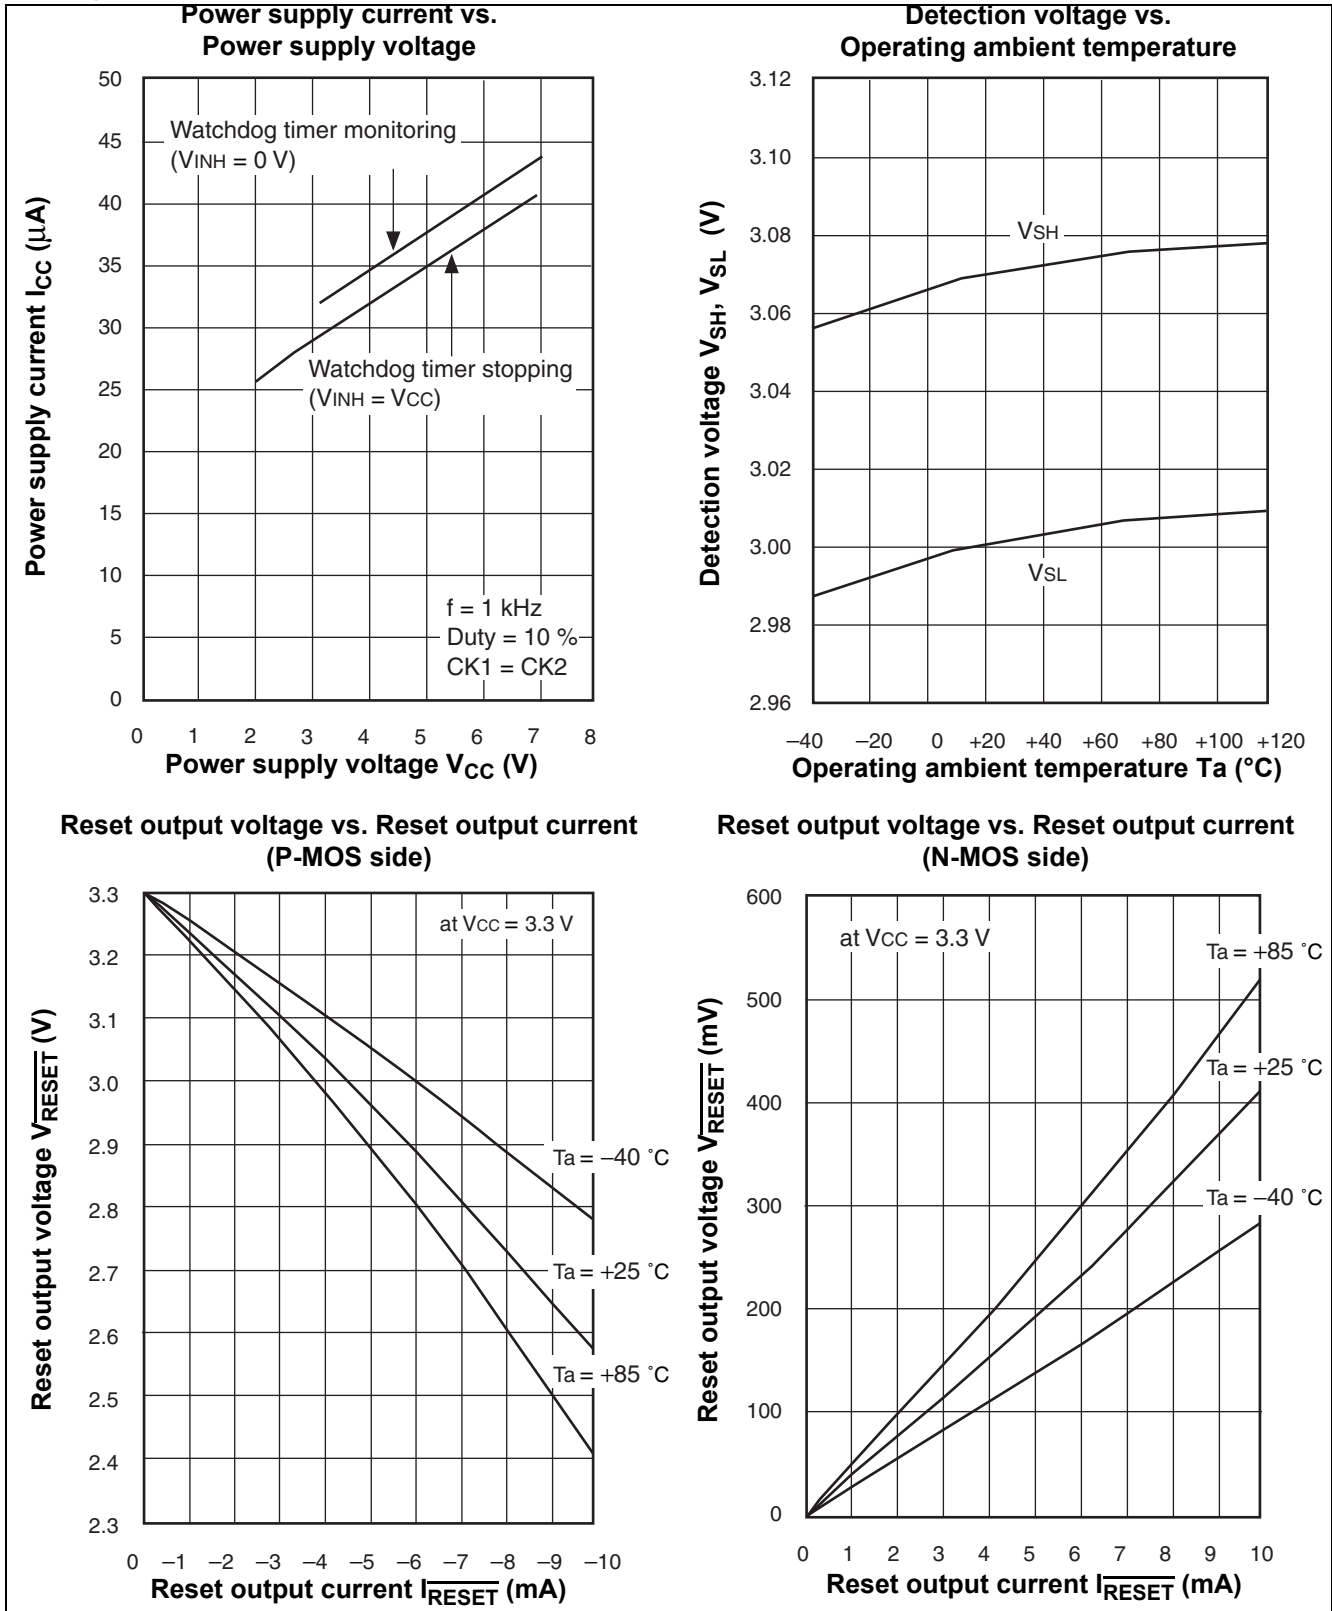 Power supply current vs.
Power supply voltage
50
45
40
35
30
25
20
15
10
5
0
Watchdog timer monitoring
(VINH = 0 V)
Watchdog timer stopping
(VINH = VCC)
f = 1 kHz
Duty = 10 %
CK1 = CK2
0 1 2 3 4 5 6 7 8
Power supply current ICC (μA)
Power supply voltage VCC (V)
Detection voltage vs.
Operating ambient temperature
3.12
3.10
3.08
3.06
3.04
3.02
3.00
2.98
2.96
VSH
VSL
–40 –20 0 +20 +40 +60 +80 +100 +120
Detection voltage VSH, VSL (V)
Operating ambient temperature Ta (°C)
Reset output voltage vs. Reset output current
(P-MOS side)
3.3
3.2
3.1
3.0
2.9
2.8
2.7
2.6
2.5
2.4
2.3
at VCC = 3.3 V
Ta = –40 °C
Ta = +25 °C
Ta = +85 °C
0 –1 –2 –3 –4 –5 –6 –7 –8 –9 –10
Reset output voltage VRESET (V)
Reset output current IRESET (mA)
Reset output voltage vs. Reset output current
(N-MOS side)
600
500
400
300
200
100
0
at VCC = 3.3 V
Ta = +85 °C
Ta = +25 °C
Ta = –40 °C
0 1 2 3 4 5 6 7 8 9 10
Reset output voltage VRESET (mV)
Reset output current IRESET (mA)